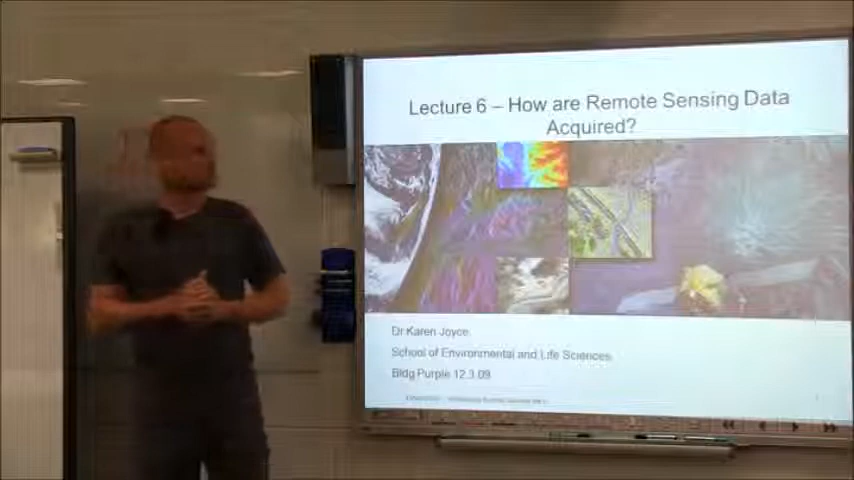 Lecture 6 – How are Remote Sensing Data
Acquired?
Dr Karen Joyce
School of Environmental and Life Sciences
Bldg Purple 12.3.09